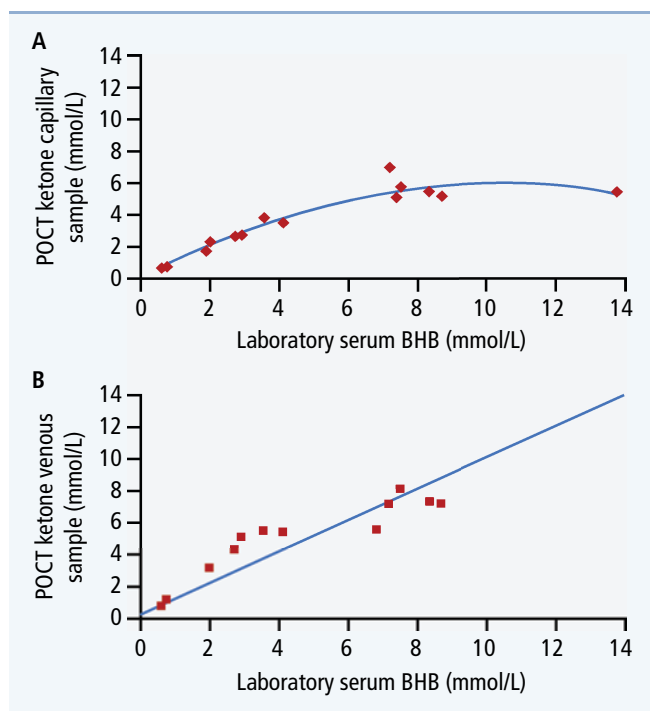 A
14
12
10
8
6
4
2
0
POCT ketone capillary
sample (mmol/L)
0 2 4 6 8 10 12 14
Laboratory serum BHB (mmol/L)
B
14
12
10
8
6
4
2
0
POCT ketone venous
sample (mmol/L)
0 2 4 6 8 10 12 14
Laboratory serum BHB (mmol/L)